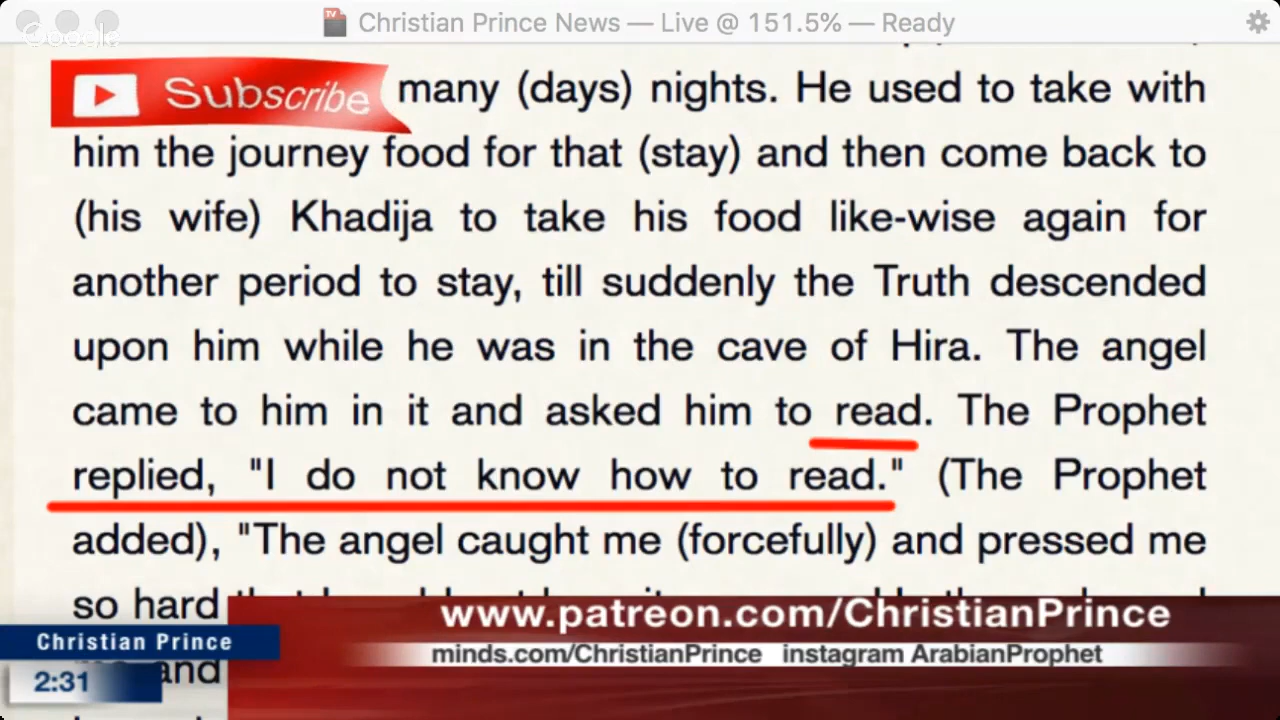 Christian Prince News — Live @ 151.5% — Ready
Google
Subscribe many (days) nights. He used to take with
him the journey food for that (stay) and then come back to
(his wife) Khadija to take his food like-wise again for
another period to stay, till suddenly the Truth descended
upon him while he was in the cave of Hira. The angel
came to him in it and asked him to read. The Prophet
replied, "I do not know how to read." (The Prophet
added), "The angel caught me (forcefully) and pressed me
so hard
and
www.patreon.com/ChristianPrince
minds.com/ChristianPrince instagram ArabianProphet
Christian Prince
2:31